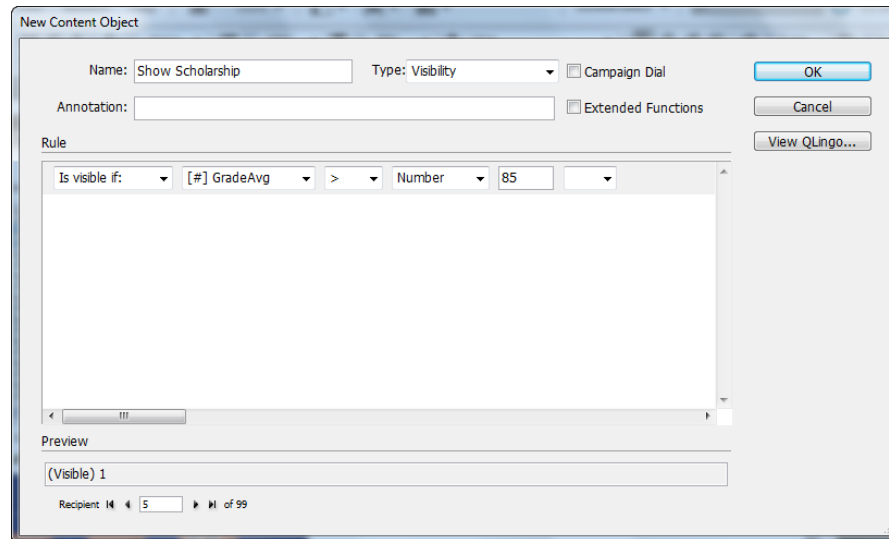 New Content Object
Name: Show Scholarship Type: Visibility Campaign Dial OK
Annotation: Extended Functions Cancel
Rule View QLingo...
Is visible if: [#] GradeAvg > Number 85
Preview
(Visible) 1
Recipient 5 of 99